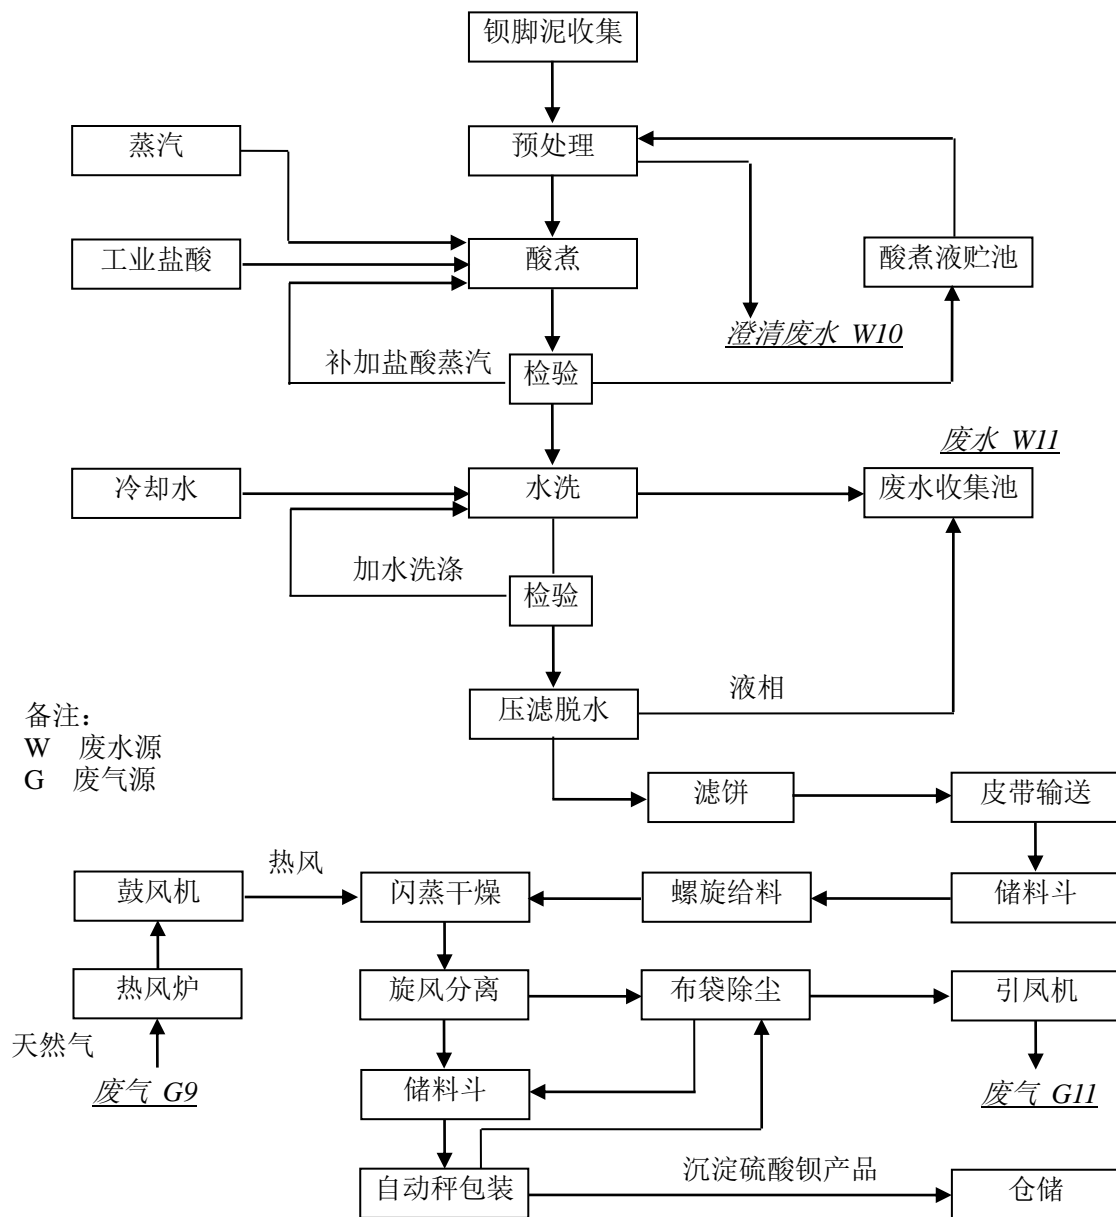 钡脚泥收集
蒸汽
预处理
工业盐酸
酸煮
酸煮液贮池
澄清废水 W10
补加盐酸蒸汽
检验
废水 W11
冷却水
水洗
废水收集池
加水洗涤
检验
压滤脱水
液相
备注：
W 废水源
G 废气源
滤饼
皮带输送
热风
鼓风机
闪蒸干燥
螺旋给料
储料斗
热风炉
旋风分离
布袋除尘
引凤机
天然气
废气 G9
储料斗
废气 G11
自动秤包装
沉淀硫酸钡产品
仓储